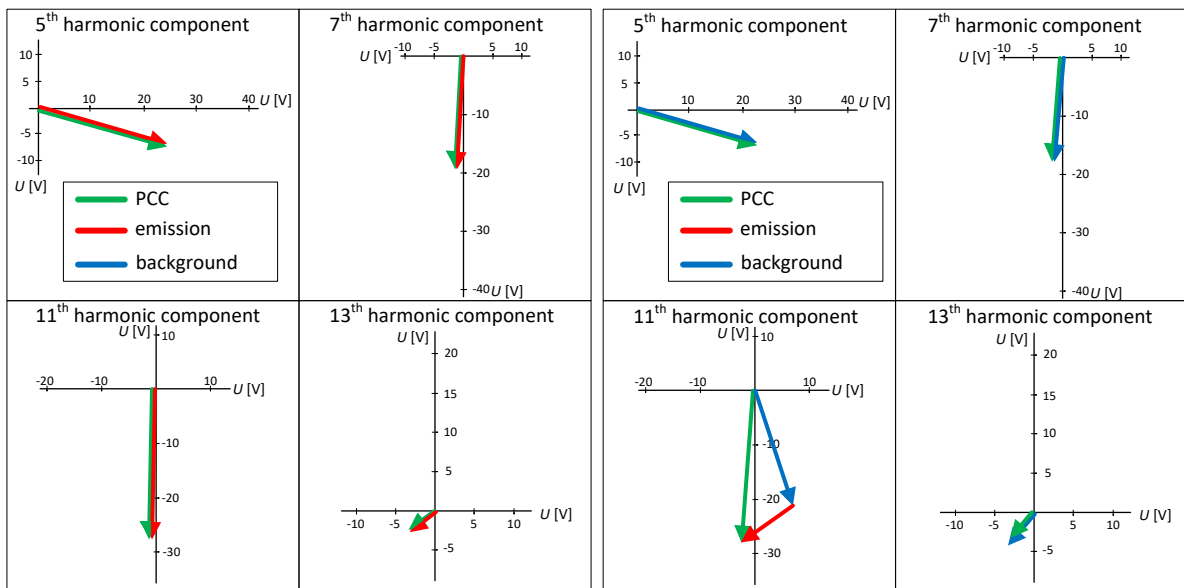 5th harmonic component
10
5
10 20 30 40 U [V]
-5
-10
U [V]
PCC
emission
background
7th harmonic component
-10 -5 5 10
U [V]
-10
-20
-30
-40 U [V]
11th harmonic component
U [V] 10
-20 -10 10 U [V]
-10
-20
-30
13th harmonic component
U [V]
20
15
10
5
-10 -5 5 10 U [V]
-5
5th harmonic component
10
5
10 20 30 40 U [V]
-5
-10
U [V]
PCC
emission
background
7th harmonic component
-10 -5 5 10
U [V]
-10
-20
-30
-40
U [V]
11th harmonic component
U [V] 10
-20 -10 10 U [V]
-10
-20
-30
13th harmonic component
U [V]
20
15
10
5
-10 -5 5 10 U [V]
-5